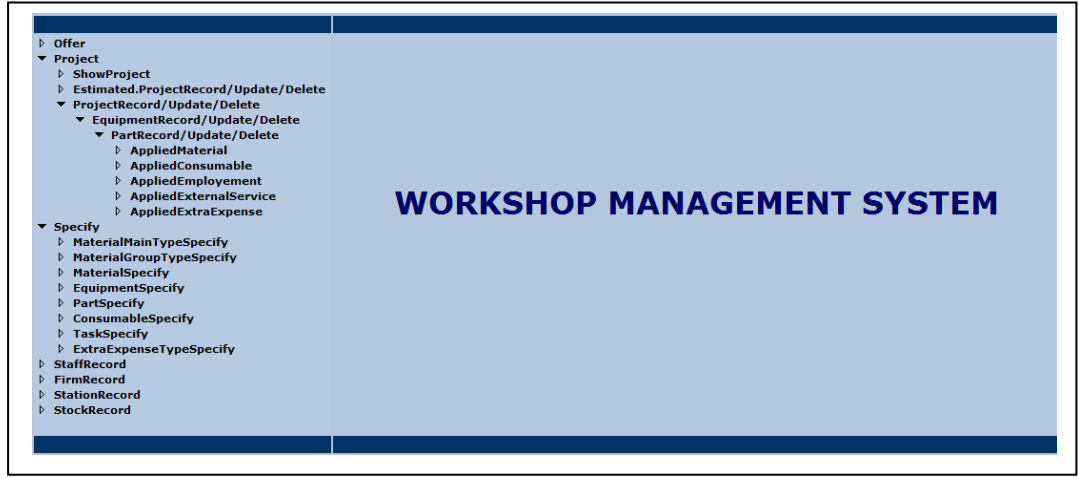 Offer
Project
ShowProject
Estimated.ProjectRecord/Update/Delete
ProjectRecord/Update/Delete
EquipmentRecord/Update/Delete
PartRecord/Update/Delete
AppliedMaterial
AppliedConsumable
AppliedEmployement
AppliedExternalService
AppliedExtraExpense
Specify
MaterialMainTypeSpecify
MaterialGroupTypeSpecify
MaterialSpecify
EquipmentSpecify
PartSpecify
ConsumableSpecify
TaskSpecify
ExtraExpenseTypeSpecify
StaffRecord
FirmRecord
StationRecord
StockRecord
WORKSHOP MANAGEMENT SYSTEM